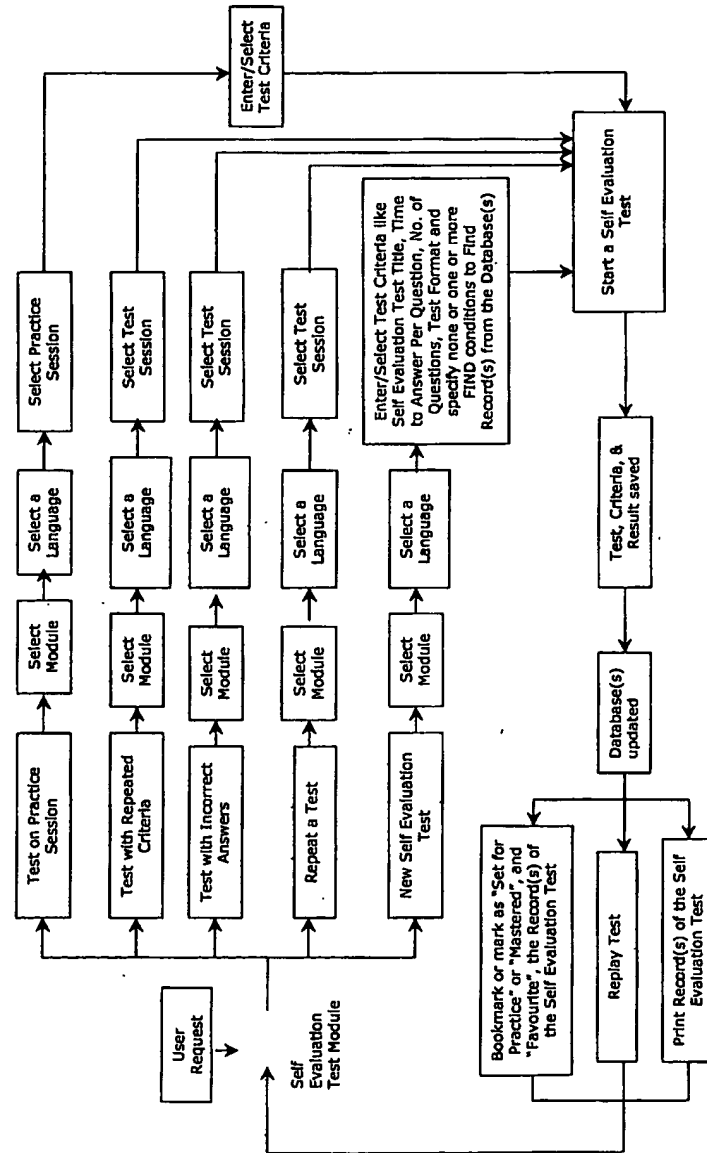 User
Request
Self
Evaluation
Test Module
Test on Practice
Session
Select Module
Select a
Language
Select Practice
Session
Enter/Select
Test Criteria
Test with Repeated
Criteria
Select
Module
Select a
Language
Select Test
Session
Test with Incorrect
Answers
Select
Module
Select a
Language
Select Test
Session
Repeat a Test
Select
Module
Select a
Language
Select Test
Session
New Self Evaluation
Test
Select
Module
Select a
Language
Enter/Select Test Criteria like
Self Evaluation Test Title, Time
to Answer Per Question, No. of
Questions, Test Format and
specify none or one or more
FIND conditions to Find
Record(s) from the Database(s)
Start a Self Evaluation
Test
Test, Criteria, &
Result saved
Database(s)
updated
Bookmark or mark as "Set for
Practice" or "Mastered", and
"Favourite", the Record(s) of
the Self Evaluation Test
Replay Test
Print Record(s) of the Self
Evaluation Test